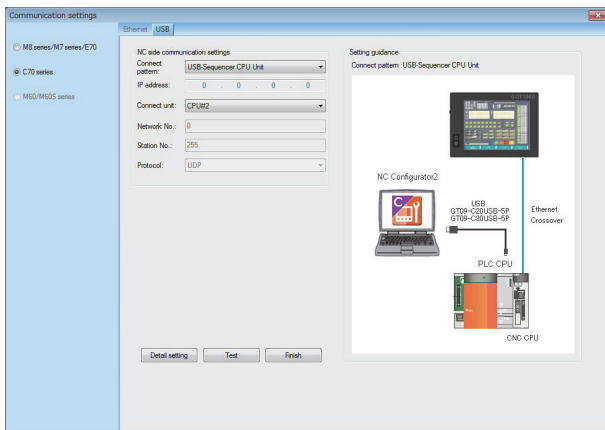 Communication settings
Ethernet USB
M8 series/M7 series/E70
C70 series
M60/M60S series
NC side communication settings
Connect pattern: USB-Sequencer CPU Unit
IP address: 0 . 0 . 0 . 0
Connect unit: CPU#2
Network No.: 0
Station No.: 255
Protocol: UDP
Detail setting Test Finish
Setting guidance
Connect pattern :USB-Sequencer CPU Unit
NC Configurator2
USB
GT09-C20USB-5P
GT09-C30USB-5P
Ethernet
Crossover
PLC CPU
CNC CPU